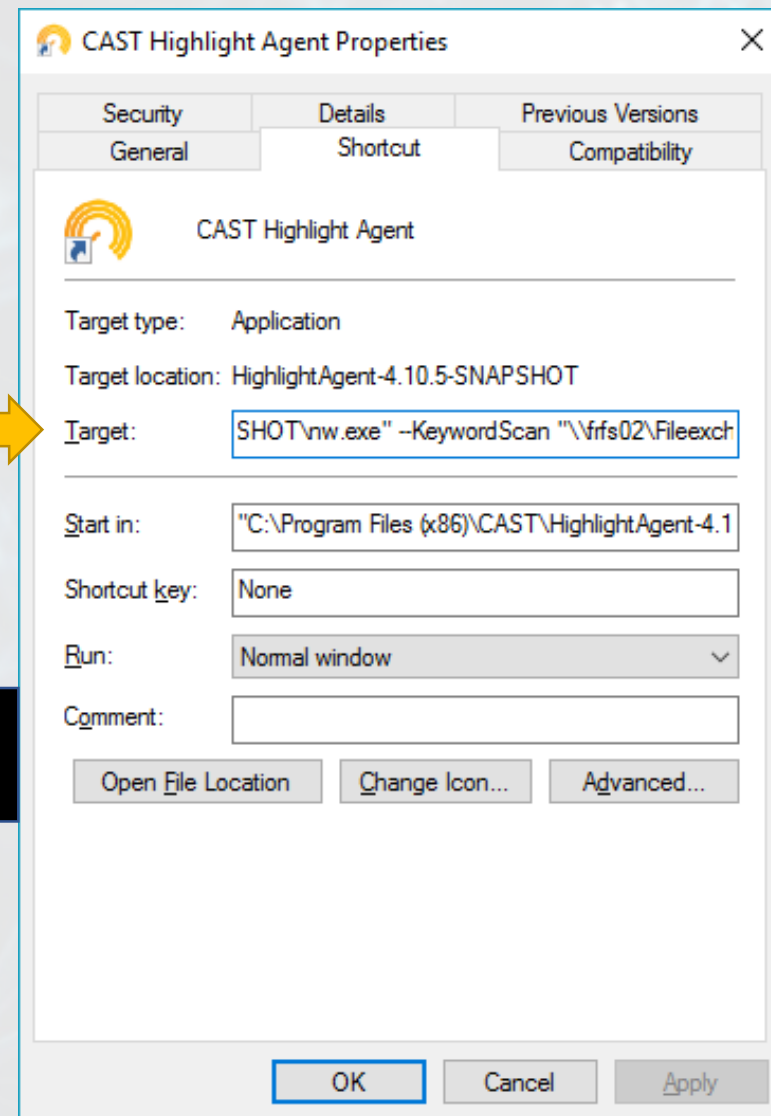 CAST Highlight Agent Properties
Security Details Previous Versions
General Shortcut Compatibility
CAST Highlight Agent
Target type: Application
Target location: HighlightAgent-4.10.5-SNAPSHOT
Target: SHOT\nw.exe" --KeywordScan "\\frfs02\Fileexch
Start in: "C:\Program Files (x86)\CAST\HighlightAgent-4.1
Shortcut key: None
Run: Normal window
Comment:
Open File Location Change Icon... Advanced...
OK Cancel Apply